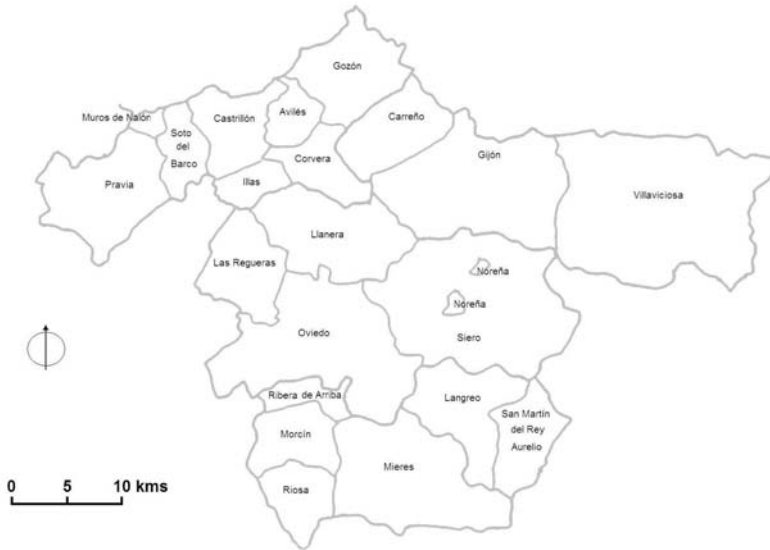 Gozón
Muros de Nalón
Castrillón
Avilés
Carreño
Soto
del
Barco
Corvera
Gijón
Pravia
Illas
Villaviciosa
Llanera
Las Regueras
Noreña
Noreña
Oviedo
Siero
Ribera de Arriba
Langreo
San Martín
del Rey
Aurelio
Morcín
Mieres
Riosa
0 5 10 kms